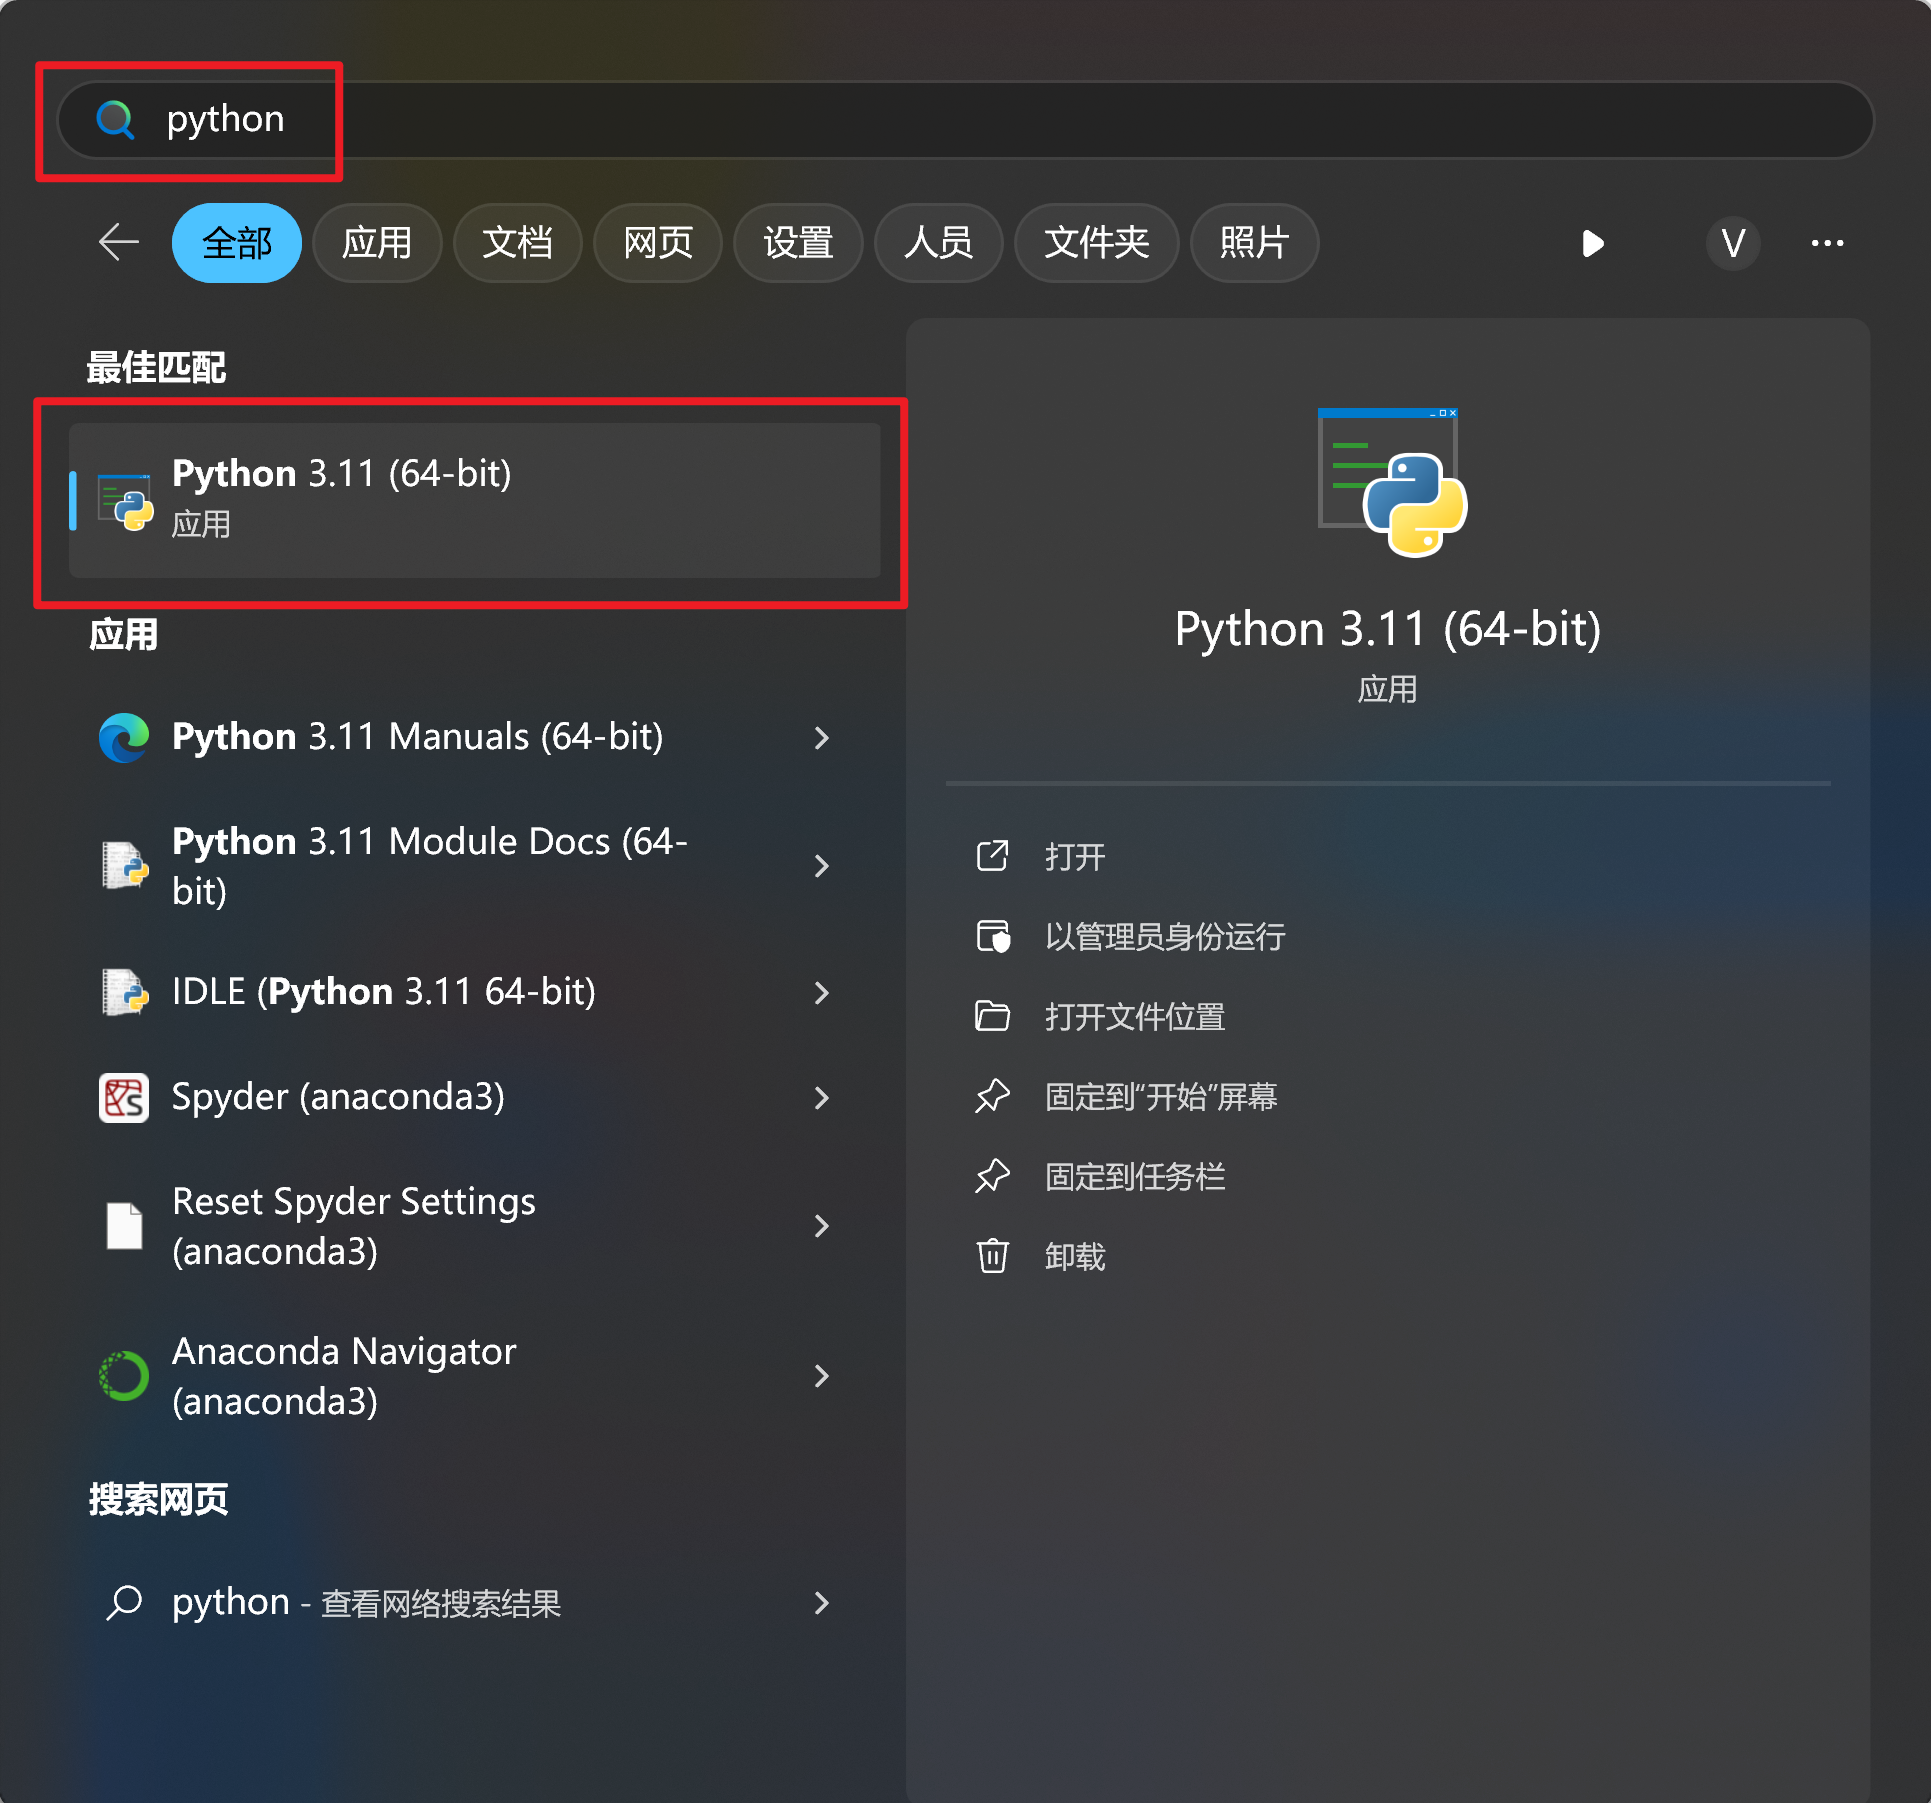 python
全部 应用 文档 网页 设置 人员 文件夹 照片 V
最佳匹配
Python 3.11 (64-bit)
应用
应用
Python 3.11 Manuals (64-bit)
Python 3.11 Module Docs (64-
bit)
IDLE (Python 3.11 64-bit)
Spyder (anaconda3)
Reset Spyder Settings
(anaconda3)
Anaconda Navigator
(anaconda3)
搜索网页
python - 查看网络搜索结果
Python 3.11 (64-bit)
应用
打开
以管理员身份运行
打开文件位置
固定到“开始”屏幕
固定到任务栏
卸载